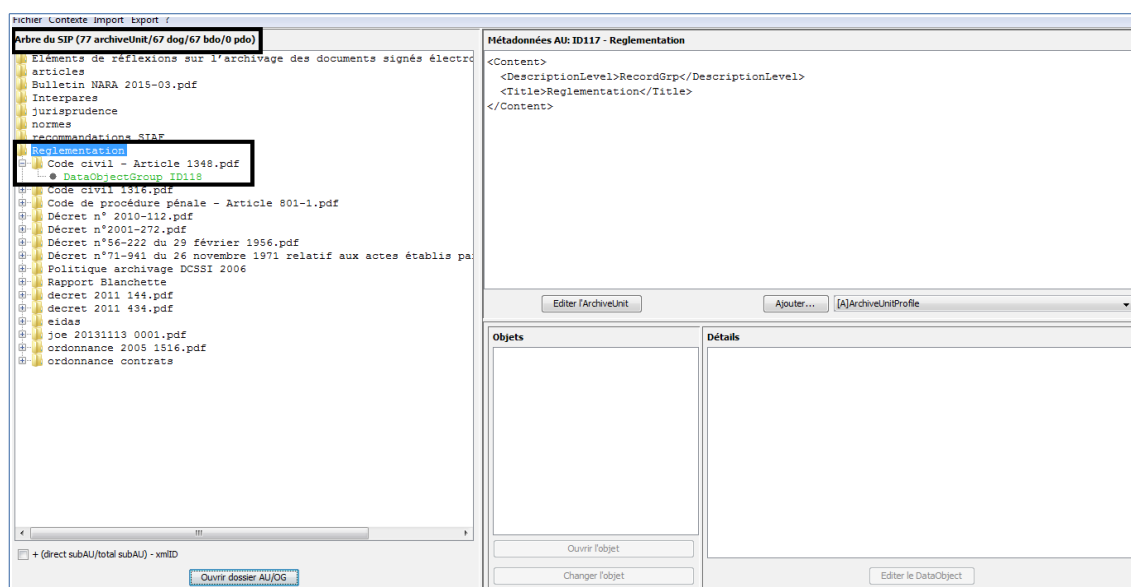 Fichier Contexte Import Export ?
Arbre du SIP (77 archiveUnit/67 dog/67 bdo/0 pdo)
Eléments de réflexions sur l'archivage des documents signés électro
articles
Bulletin NARA 2015-03.pdf
Interpares
jurisprudence
normes
recommandations SIAF
Reglementation
Code civil - Article 1348.pdf
DataObjectGroup ID118
Code civil 1316.pdf
Code de procédure pénale - Article 801-1.pdf
Décret n° 2010-112.pdf
Décret n°2001-272.pdf
Décret n°56-222 du 29 février 1956.pdf
Décret n°71-941 du 26 novembre 1971 relatif aux actes établis pa
Politique archivage DCSSI 2006
Rapport Blanchette
decret 2011 144.pdf
decret 2011 434.pdf
eidas
joe 20131113 0001.pdf
ordonnance 2005 1516.pdf
ordonnance contrats
+ (direct subAU/total subAU) - xmlID
Ouvrir dossier AU/OG
Métadonnées AU: ID117 - Reglementation
<Content>
<DescriptionLevel>RecordGrp</DescriptionLevel>
<Title>Reglementation</Title>
</Content>
Editer l'ArchiveUnit
Ajouter...
[A]ArchiveUnitProfile
Objets
Détails
Ouvrir l'objet
Changer l'objet
Editer le DataObject